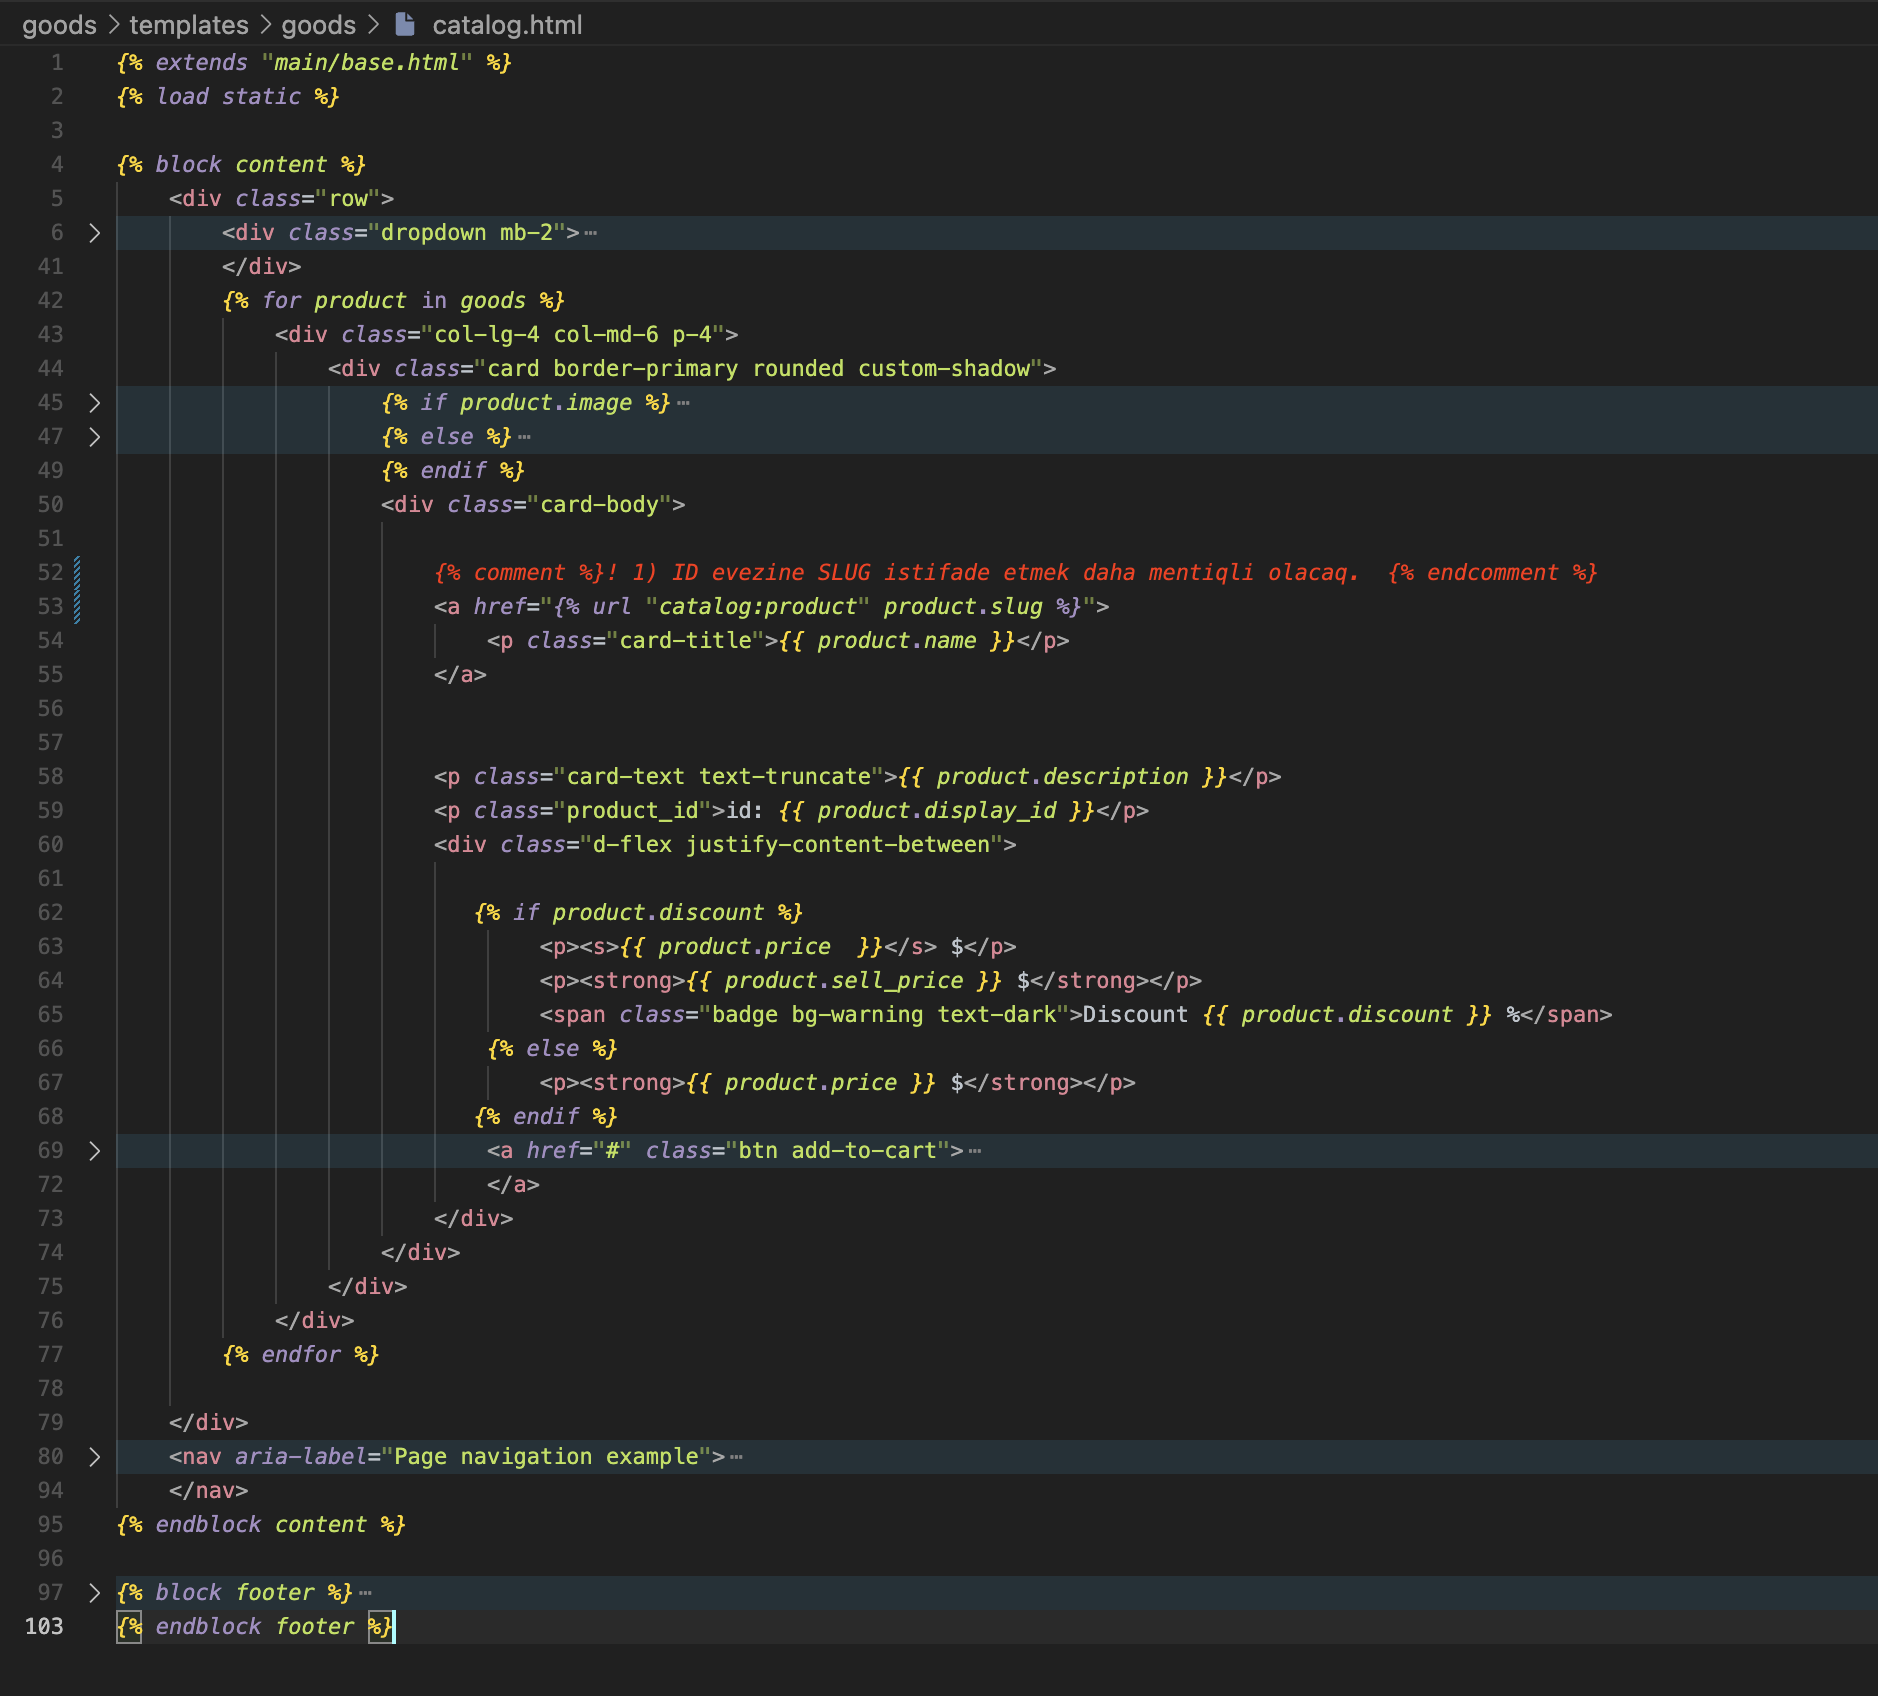 goods > templates > goods > catalog.html
1 {% extends "main/base.html" %}
2 {% load static %}
3
4 {% block content %}
5 <div class="row">
6 <div class="dropdown mb-2">…
41 </div>
42 {% for product in goods %}
43 <div class="col-lg-4 col-md-6 p-4">
44 <div class="card border-primary rounded custom-shadow">
45 {% if product.image %}…
47 {% else %}…
49 {% endif %}
50 <div class="card-body">
51
52 {% comment %}! 1) ID evezine SLUG istifade etmek daha mentiqli olacaq.  {% endcomment %}
53 <a href="{% url "catalog:product" product.slug %}">
54 <p class="card-title">{{ product.name }}</p>
55 </a>
56
57
58 <p class="card-text text-truncate">{{ product.description }}</p>
59 <p class="product_id">id: {{ product.display_id }}</p>
60 <div class="d-flex justify-content-between">
61
62 {% if product.discount %}
63 <p><s>{{ product.price  }}</s> $</p>
64 <p><strong>{{ product.sell_price }} $</strong></p>
65 <span class="badge bg-warning text-dark">Discount {{ product.discount }} %</span>
66 {% else %}
67 <p><strong>{{ product.price }} $</strong></p>
68 {% endif %}
69 <a href="#" class="btn add-to-cart">…
72 </a>
73 </div>
74 </div>
75 </div>
76 </div>
77 {% endfor %}
78
79 </div>
80 <nav aria-label="Page navigation example">…
94 </nav>
95 {% endblock content %}
96
97 {% block footer %}…
103 {% endblock footer %}